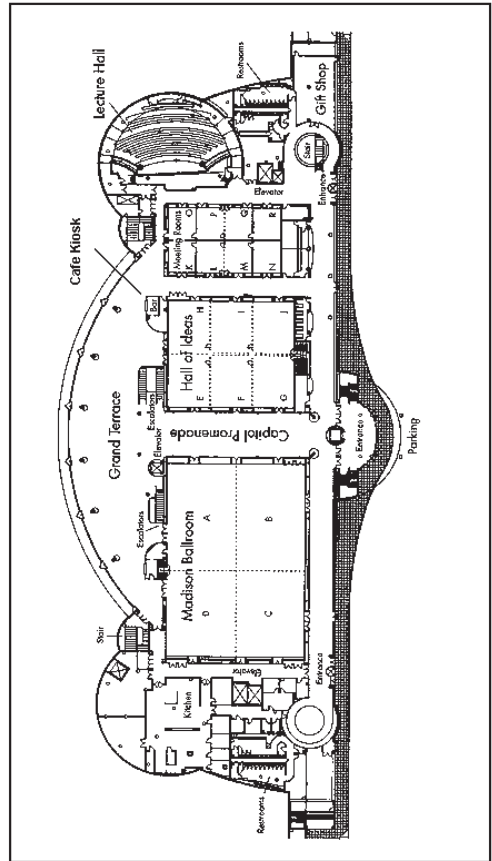 Restrooms
Lecture Hall
Gift Shop
Stair
Elevator
Entrance
Meeting Rooms
K
O
L
P
M
Q
N
R
Cafe Kiosk
Bar
Hall of Ideas
H
I
J
E
F
G
Grand Terrace
Escalators
Elevator
Capitol Promenade
Entrance
Parking
Escalators
Madison Ballroom
A
B
D
C
Stair
Elevator
Entrance
Kitchen
Restrooms